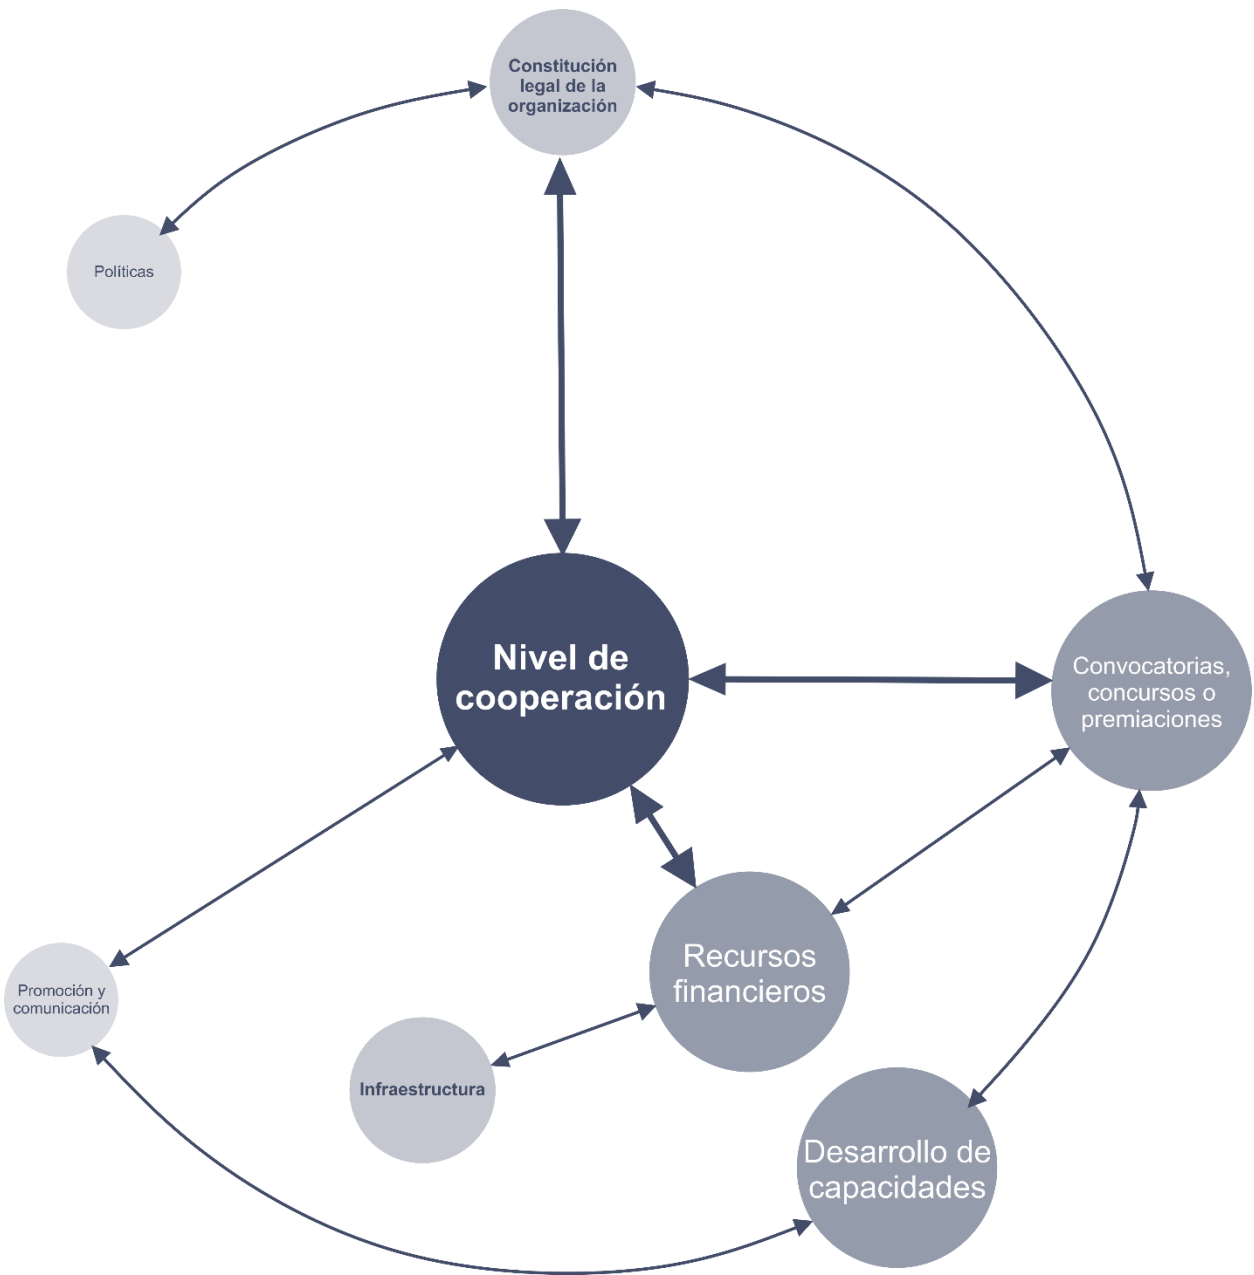 Constitución
legal de la
organización
Políticas
Nivel de
cooperación
Convocatorias,
concursos o
premiaciones
Recursos
financieros
Promoción y
comunicación
Infraestructura
Desarrollo de
capacidades